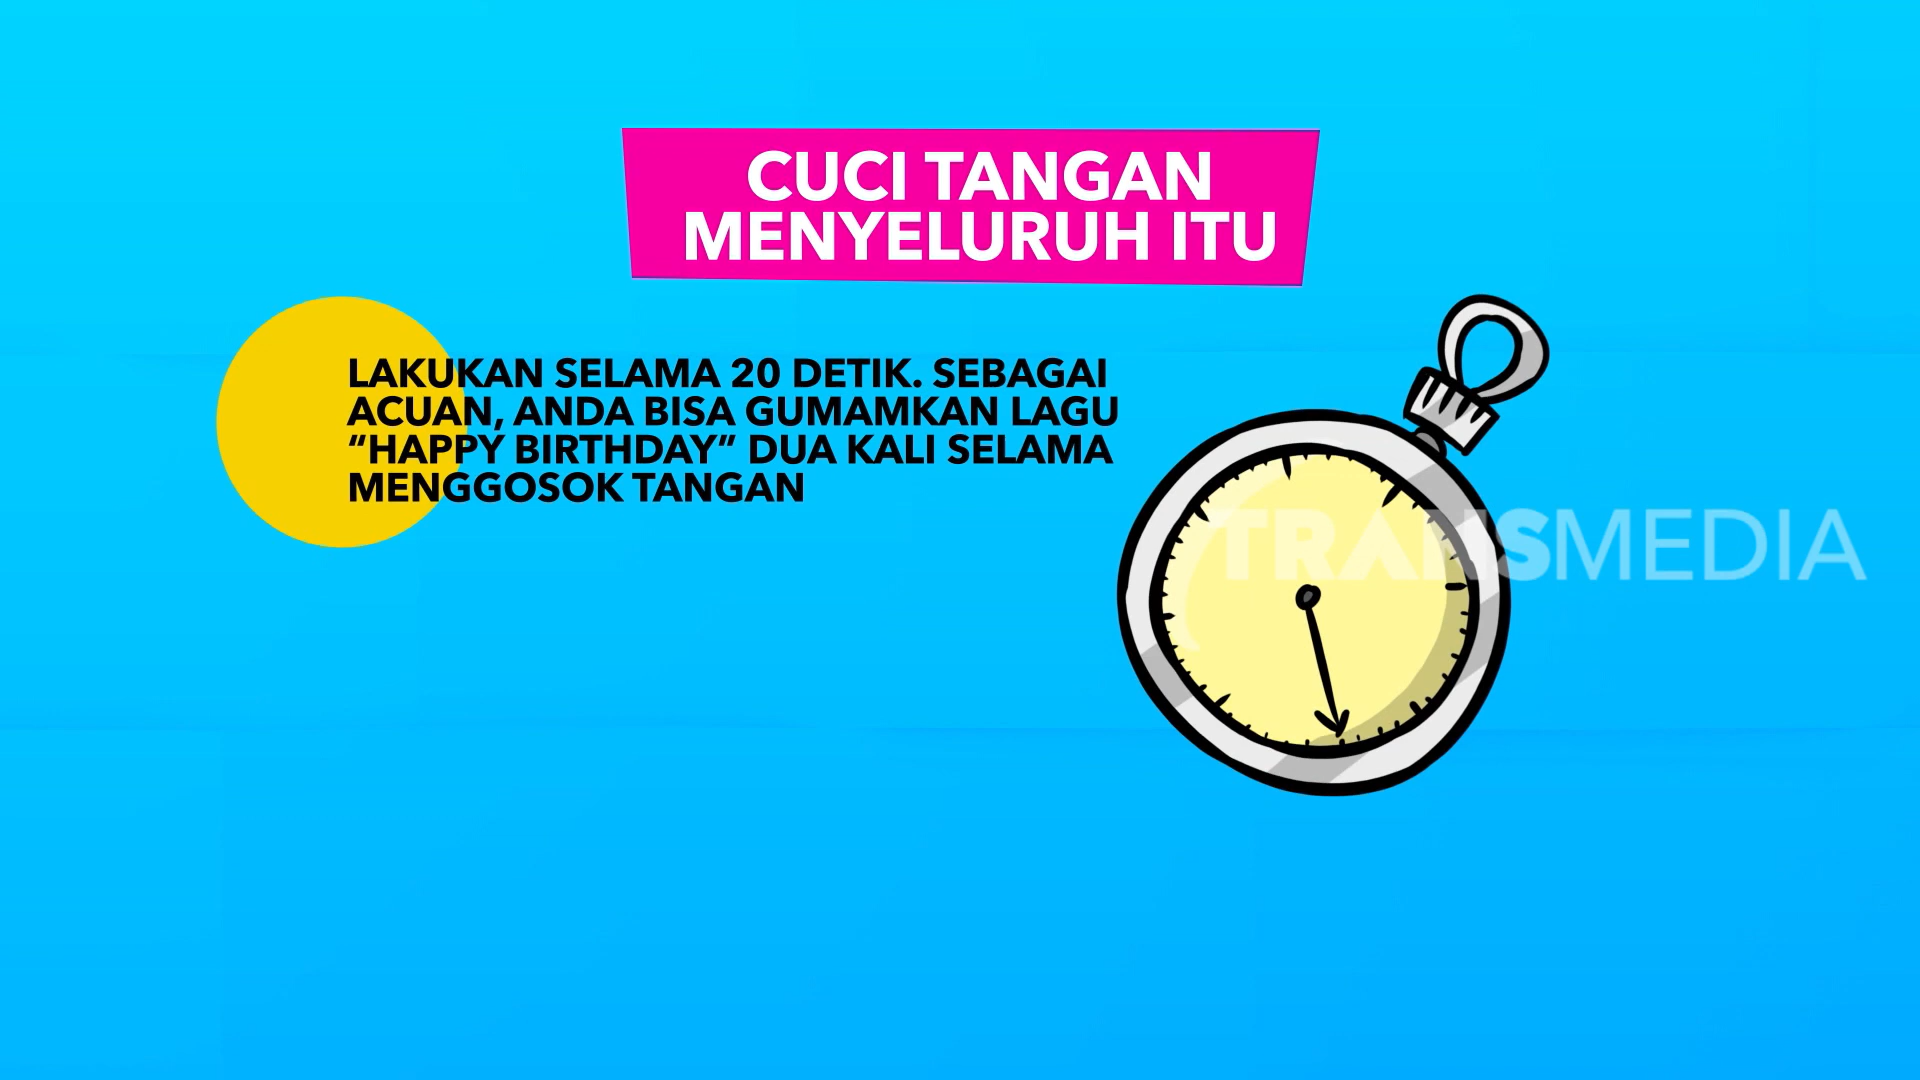 CUCI TANGAN
MENYELURUH ITU
LAKUKAN SELAMA 20 DETIK. SEBAGAI
ACUAN, ANDA BISA GUMAMKAN LAGU
“HAPPY BIRTHDAY” DUA KALI SELAMA
MENGGOSOK TANGAN
TRANSMEDIA